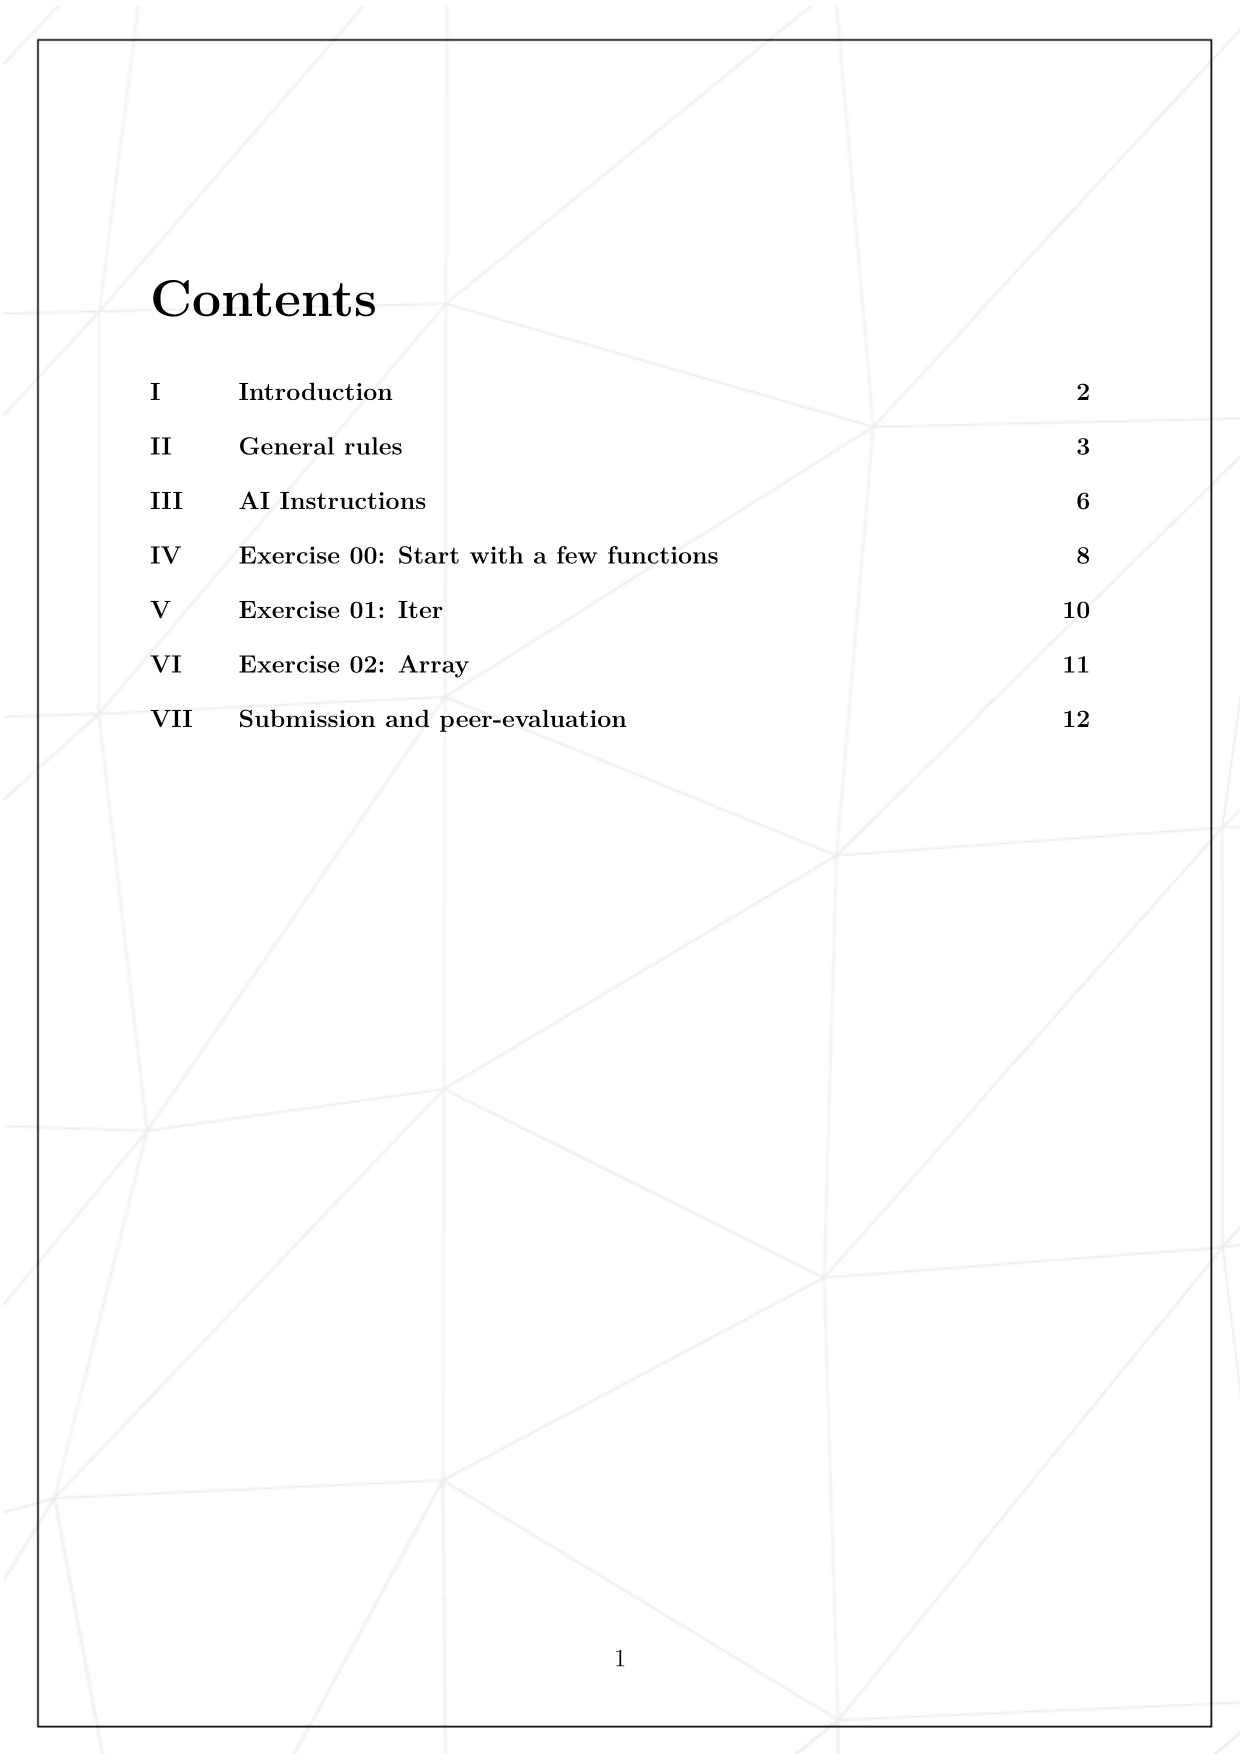 Contents
I Introduction 2
II General rules 3
III AI Instructions 6
IV Exercise 00: Start with a few functions 8
V Exercise 01: Iter 10
VI Exercise 02: Array 11
VII Submission and peer-evaluation 12
1